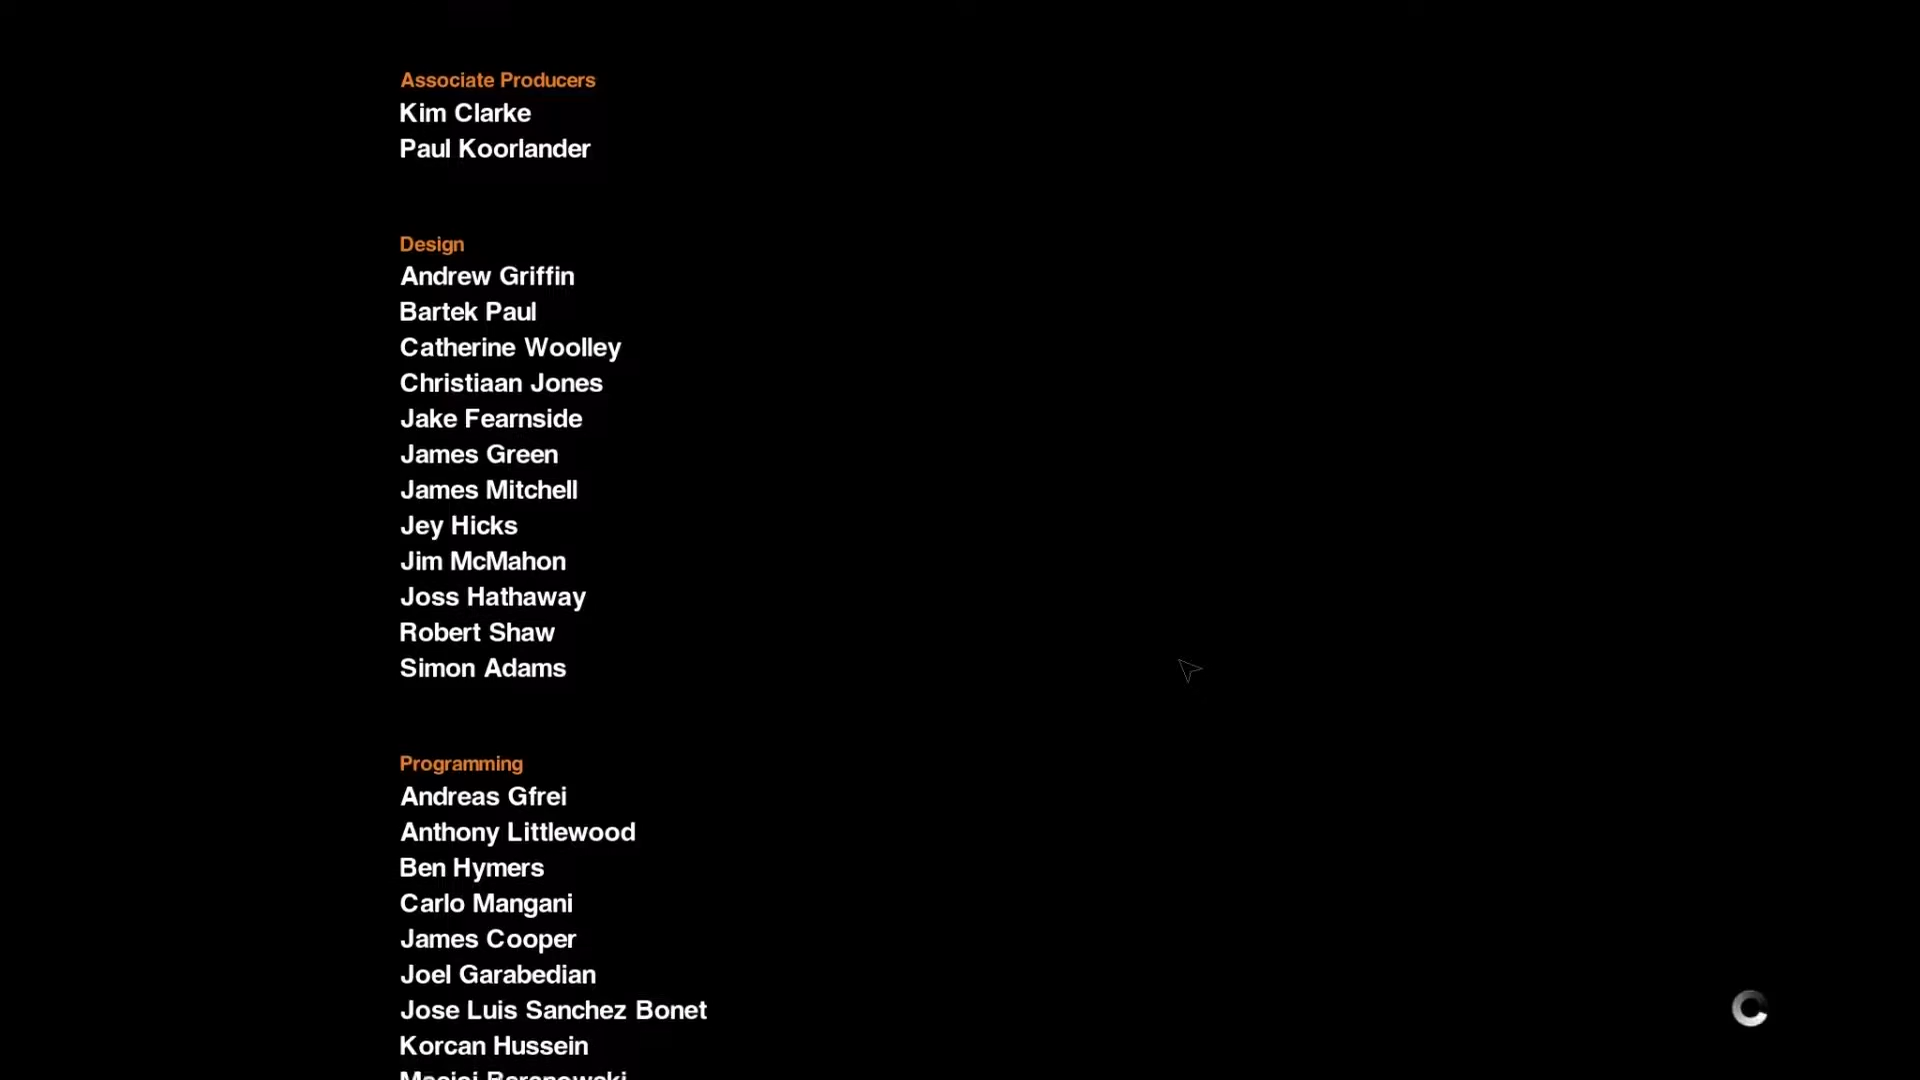 Associate Producers
Kim Clarke
Paul Koorlander
Design
Andrew Griffin
Bartek Paul
Catherine Woolley
Christiaan Jones
Jake Fearnside
James Green
James Mitchell
Jey Hicks
Jim McMahon
Joss Hathaway
Robert Shaw
Simon Adams
Programming
Andreas Gfrei
Anthony Littlewood
Ben Hymers
Carlo Mangani
James Cooper
Joel Garabedian
Jose Luis Sanchez Bonet
Korcan Hussein